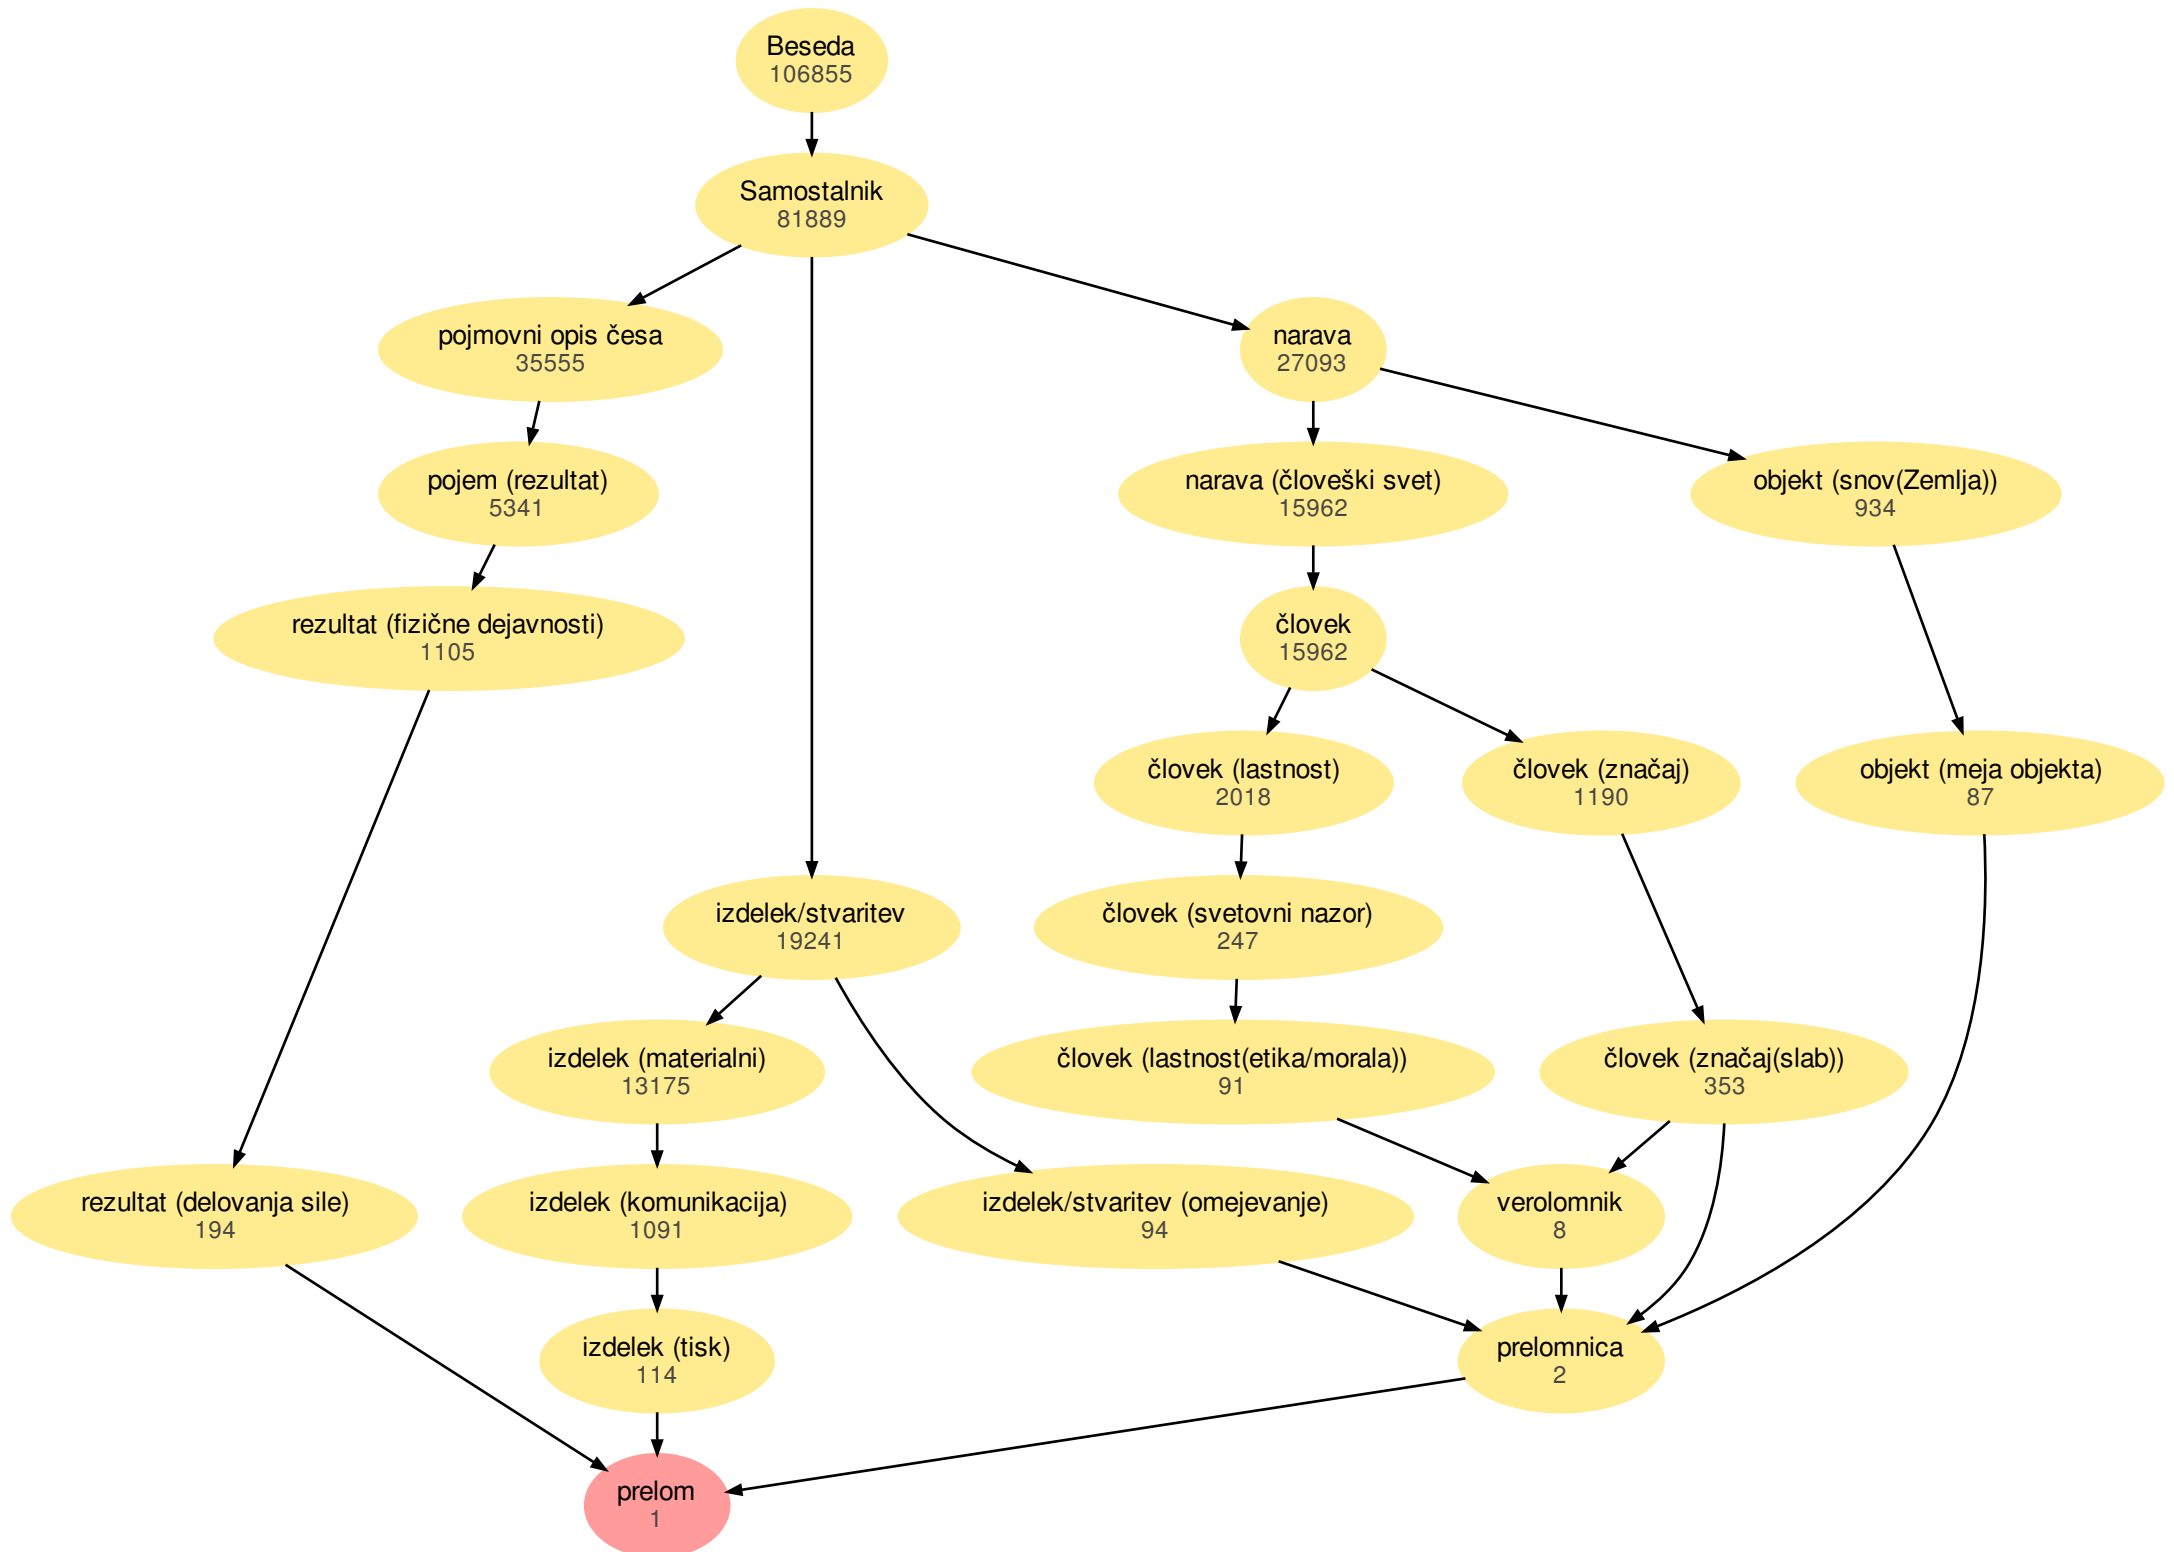 Beseda
106855
Samostalnik
81889
pojmovni opis česa
35555
narava
27093
pojem (rezultat)
5341
narava (človeški svet)
15962
objekt (snov(Zemlja))
934
rezultat (fizične dejavnosti)
1105
človek
15962
človek (lastnost)
2018
človek (značaj)
1190
objekt (meja objekta)
87
izdelek/stvaritev
19241
človek (svetovni nazor)
247
izdelek (materialni)
13175
človek (lastnost(etika/morala))
91
človek (značaj(slab))
353
rezultat (delovanja sile)
194
izdelek (komunikacija)
1091
izdelek/stvaritev (omejevanje)
94
verolomnik
8
izdelek (tisk)
114
prelomnica
2
prelom
1